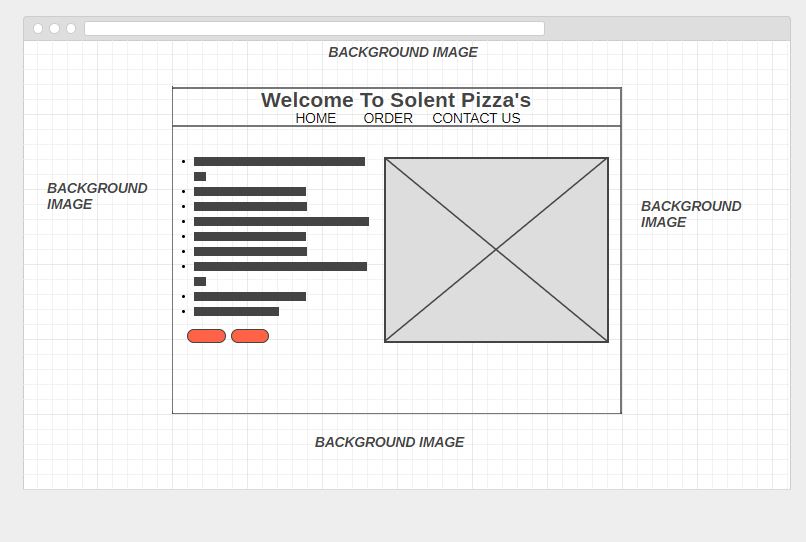 BACKGROUND IMAGE
Welcome To Solent Pizza's
HOME ORDER CONTACT US
BACKGROUND
IMAGE
BACKGROUND
IMAGE
BACKGROUND IMAGE